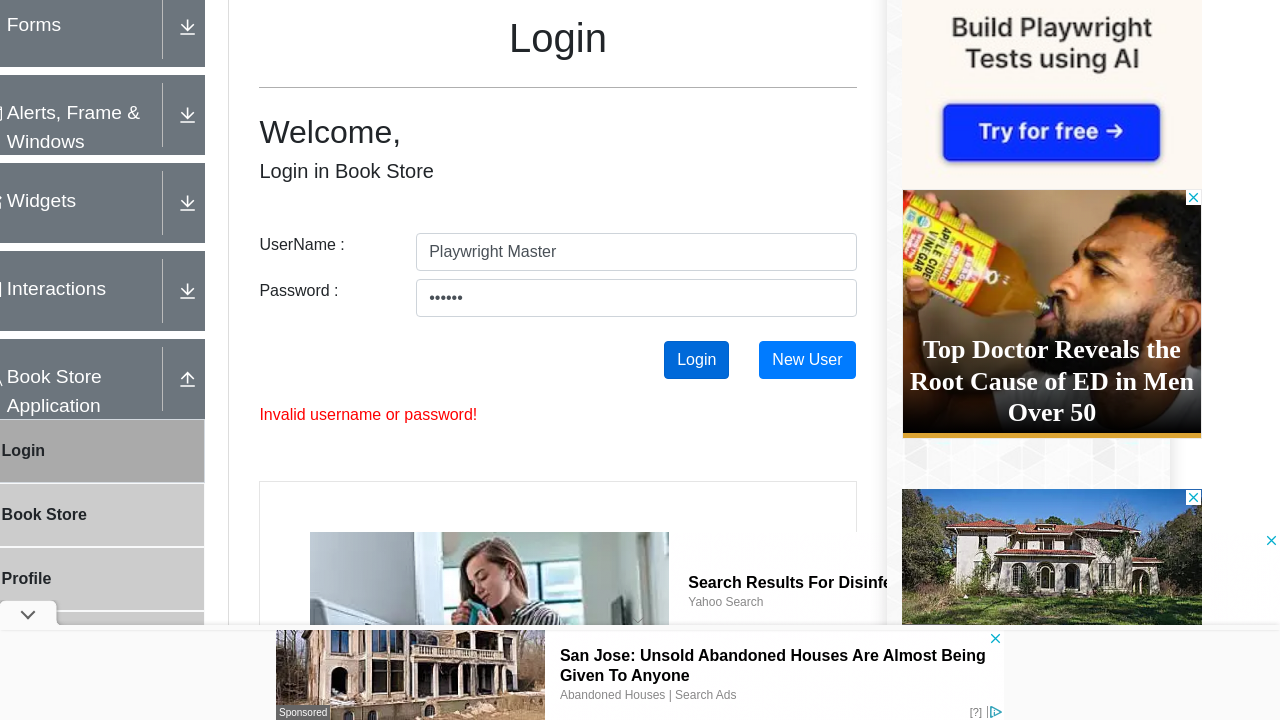 Forms
Alerts, Frame &
Windows
Widgets
Interactions
Book Store
Application
Login
Book Store
Profile
Login
Welcome,
Login in Book Store
UserName :
Playwright Master
Password :
••••••
Login
New User
Invalid username or password!
Search Results For Disinfe
Yahoo Search
Build Playwright
Tests using AI
Try for free →
APPLE CIDER
VINEGAR
Top Doctor Reveals the
Root Cause of ED in Men
Over 50
San Jose: Unsold Abandoned Houses Are Almost Being
Given To Anyone
Abandoned Houses | Search Ads
Sponsored
[?]